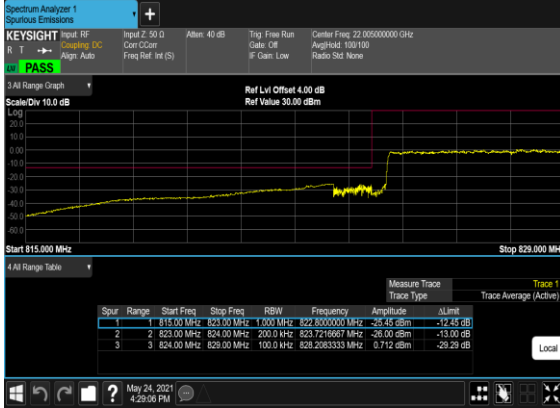 Spectrum Analyzer 1
Spurious Emissions
+
KEYSIGHT Input: RF Input Z: 50 Ω Atten: 40 dB Trig: Free Run Center Freq: 22.005000000 GHz
R T Coupling: DC Corr CCorr Gate: Off Avg|Hold: 100/100
Align: Auto Freq Ref: Int (S) IF Gain: Low Radio Std: None
PASS
3.All Range Graph
Ref Lvl Offset 4.00 dB
Scale/Div 10.0 dB Ref Value 30.00 dBm
Log
20.0
10.0
0.00
-10.0
-20.0
-30.0
-40.0
-50.0
-60.0
Start 815.000 MHz Stop 829.000 MH
4.All Range Table
Measure Trace Trace 1
Trace Type Trace Average (Active)
Spur Range Start Freq Stop Freq RBW Frequency Amplitude ΔLimit
1 1 815.00 MHz 823.00 MHz 1.000 MHz 822.8000000 MHz -25.45 dBm -12.45 dB
2 2 823.00 MHz 824.00 MHz 200.0 kHz 823.7216667 MHz -26.00 dBm -13.00 dB
3 3 824.00 MHz 829.00 MHz 100.0 kHz 828.2083333 MHz 0.712 dBm -29.29 dB
Local
?
May 24, 2021
4:29:06 PM